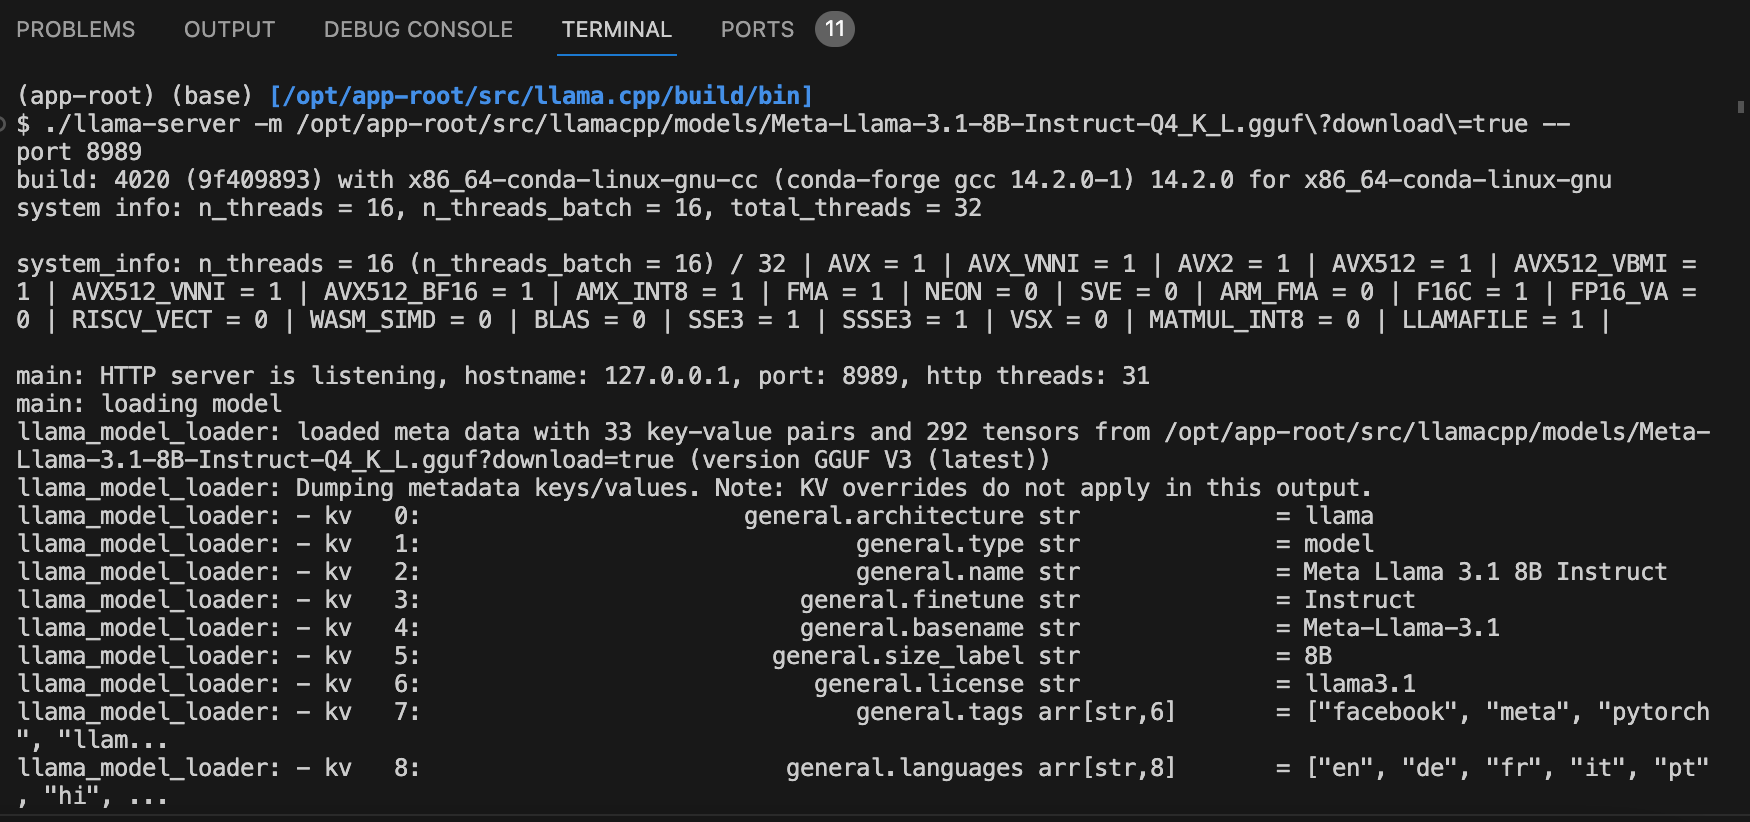 PROBLEMS OUTPUT DEBUG CONSOLE TERMINAL PORTS 11
(app-root) (base) [/opt/app-root/src/llama.cpp/build/bin]
$ ./llama-server -m /opt/app-root/src/llamacpp/models/Meta-Llama-3.1-8B-Instruct-Q4_K_L.gguf\?download\=true --
port 8989
build: 4020 (9f409893) with x86_64-conda-linux-gnu-cc (conda-forge gcc 14.2.0-1) 14.2.0 for x86_64-conda-linux-gnu
system info: n_threads = 16, n_threads_batch = 16, total_threads = 32
system_info: n_threads = 16 (n_threads_batch = 16) / 32 | AVX = 1 | AVX_VNNI = 1 | AVX2 = 1 | AVX512 = 1 | AVX512_VBMI =
1 | AVX512_VNNI = 1 | AVX512_BF16 = 1 | AMX_INT8 = 1 | FMA = 1 | NEON = 0 | SVE = 0 | ARM_FMA = 0 | F16C = 1 | FP16_VA =
0 | RISCV_VECT = 0 | WASM_SIMD = 0 | BLAS = 0 | SSE3 = 1 | SSSE3 = 1 | VSX = 0 | MATMUL_INT8 = 0 | LLAMAFILE = 1 |
main: HTTP server is listening, hostname: 127.0.0.1, port: 8989, http threads: 31
main: loading model
llama_model_loader: loaded meta data with 33 key-value pairs and 292 tensors from /opt/app-root/src/llamacpp/models/Meta-
Llama-3.1-8B-Instruct-Q4_K_L.gguf?download=true (version GGUF V3 (latest))
llama_model_loader: Dumping metadata keys/values. Note: KV overrides do not apply in this output.
llama_model_loader: - kv 0: general.architecture str = llama
llama_model_loader: - kv 1: general.type str = model
llama_model_loader: - kv 2: general.name str = Meta Llama 3.1 8B Instruct
llama_model_loader: - kv 3: general.finetune str = Instruct
llama_model_loader: - kv 4: general.basename str = Meta-Llama-3.1
llama_model_loader: - kv 5: general.size_label str = 8B
llama_model_loader: - kv 6: general.license str = llama3.1
llama_model_loader: - kv 7: general.tags arr[str,6] = ["facebook", "meta", "pytorch
", "llam...
llama_model_loader: - kv 8: general.languages arr[str,8] = ["en", "de", "fr", "it", "pt"
, "hi", ...